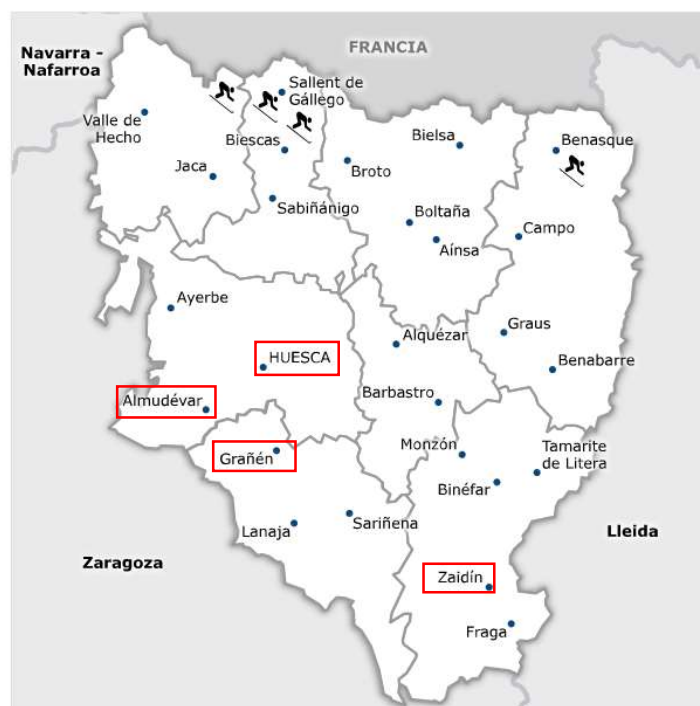 Navarra -
Nafarroa
FRANCIA
Sallent de
Gállego
Valle de
Hecho
Biescas
Bielsa
Benasque
Jaca
Broto
Sabiñánigo
Boltaña
Campo
Aínsa
Ayerbe
Alquézar
Graus
HUESCA
Benabarre
Almudévar
Barbastro
Monzón
Tamarite
de Litera
Grañén
Binéfar
Lanaja
Sariñena
Lleida
Zaragoza
Zaidín
Fraga